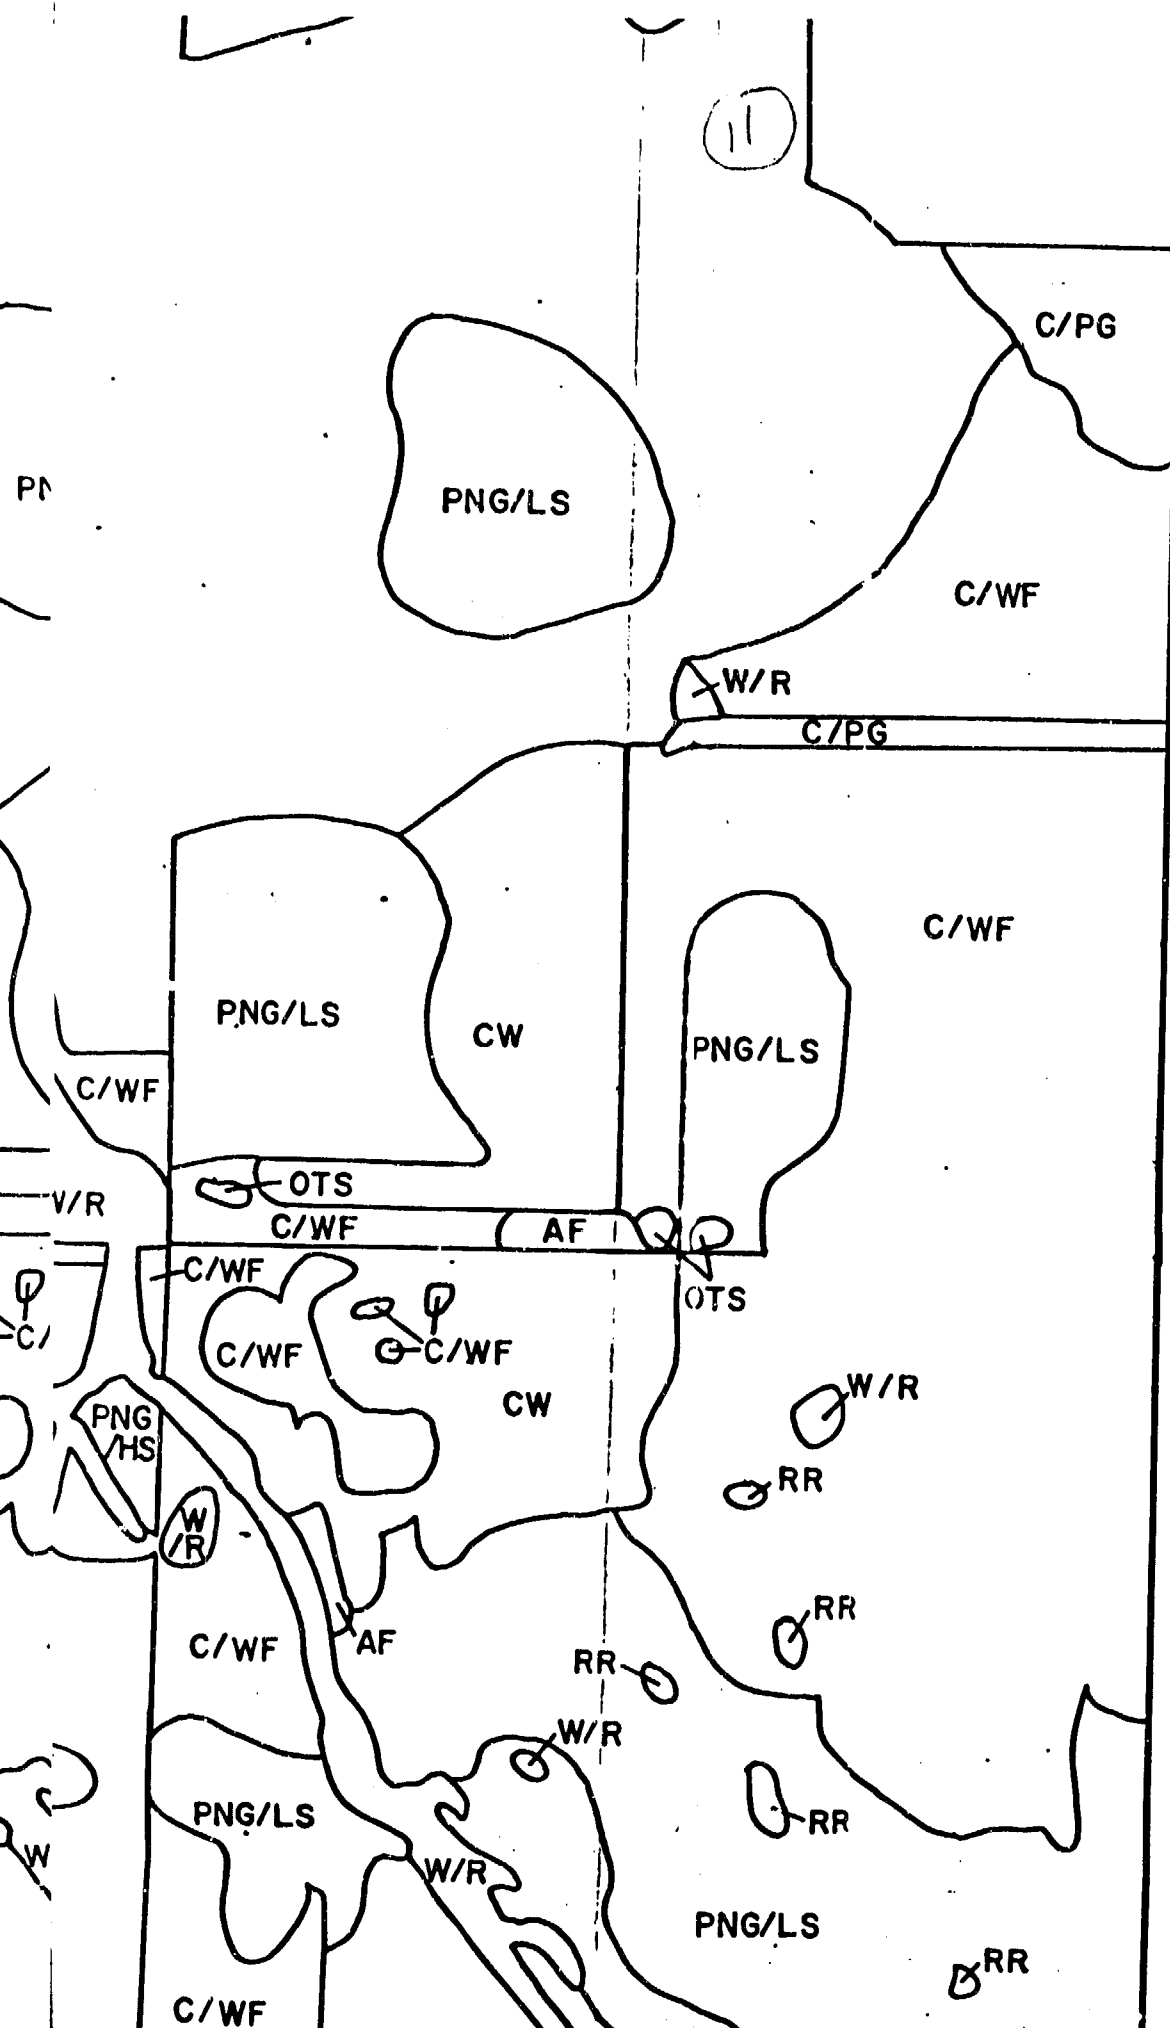 11
C/PG
PNG/LS
C/WF
W/R
C/PG
C/WF
PNG/LS
CW
PNG/LS
C/WF
OTS
W/R
C/WF
AF
C/WF
OTS
C/WF
C/WF
CW
W/R
PNG
/HS
RR
W
/R
RR
AF
C/WF
RR
W/R
PNG/LS
RR
W
W/R
PNG/LS
RR
C/WF